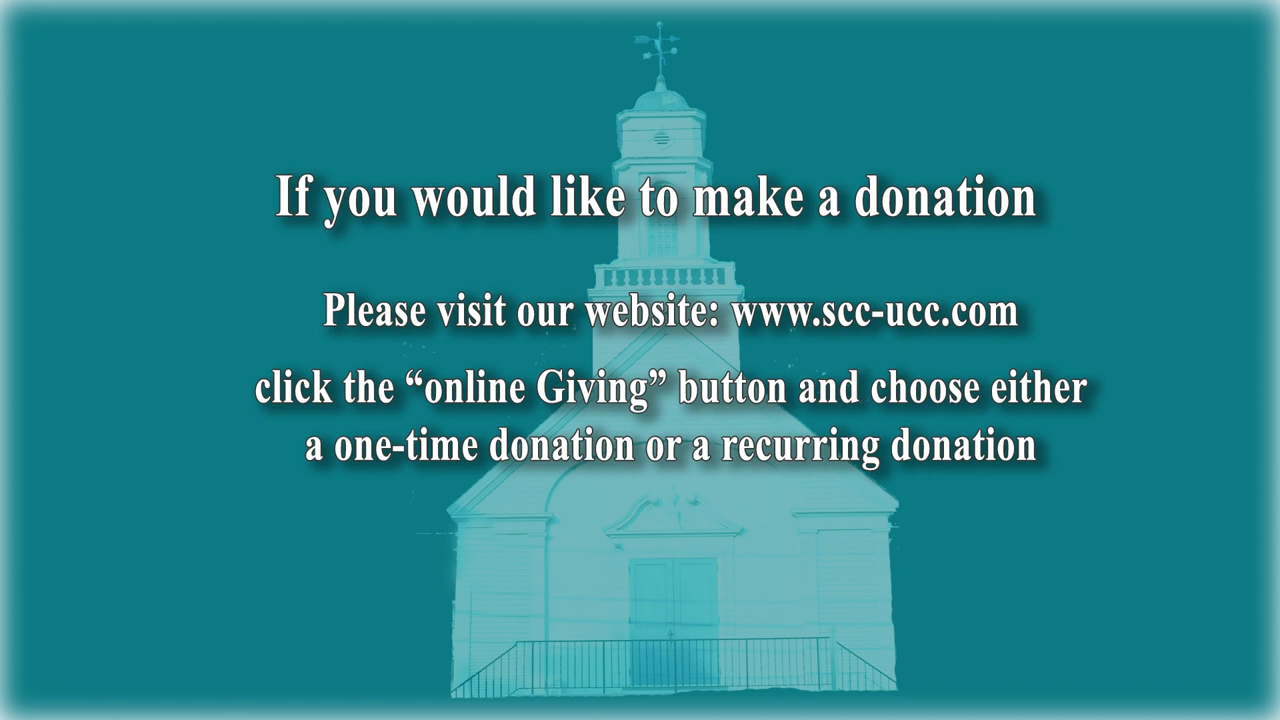 If you would like to make a donation
Please visit our website: www.scc-ucc.com
click the “online Giving” button and choose either
a one-time donation or a recurring donation